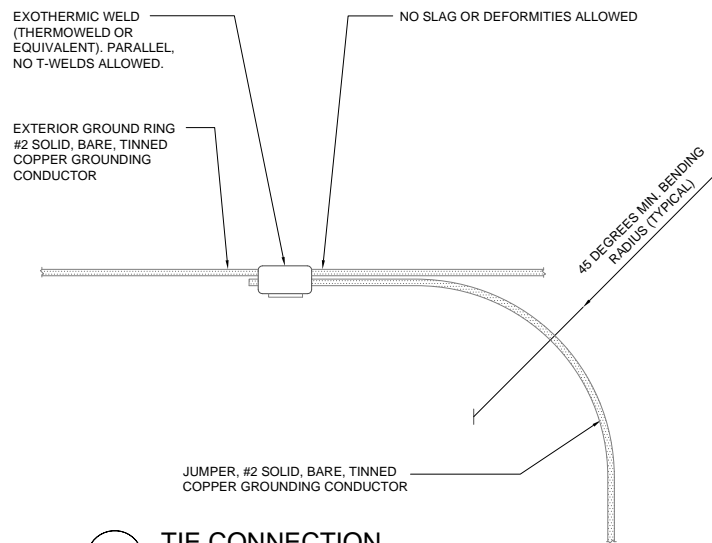 EXOTHERMIC WELD
(THERMOWELD OR
EQUIVALENT). PARALLEL,
NO T-WELDS ALLOWED.
NO SLAG OR DEFORMITIES ALLOWED
EXTERIOR GROUND RING
#2 SOLID, BARE, TINNED
COPPER GROUNDING
CONDUCTOR
45 DEGREES MIN. BENDING
RADIUS (TYPICAL)
JUMPER, #2 SOLID, BARE, TINNED
COPPER GROUNDING CONDUCTOR
TIE CONNECTION